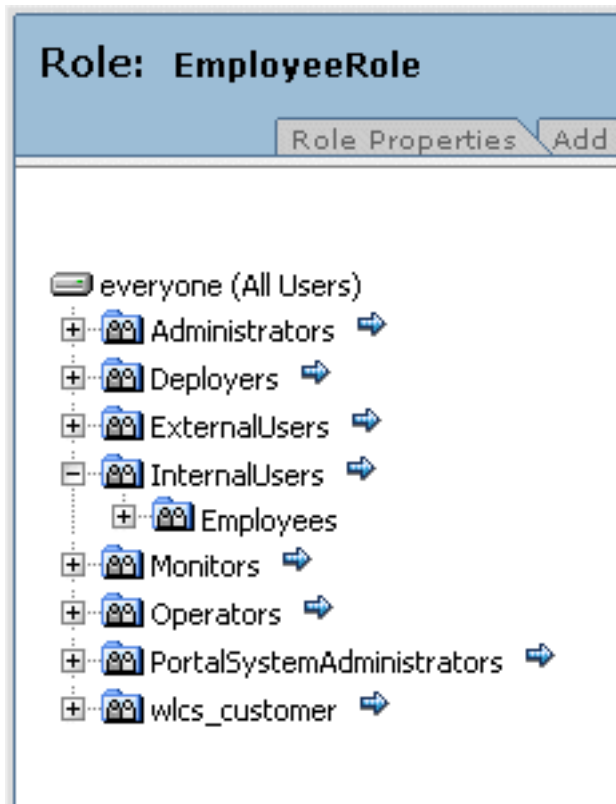 Role: EmployeeRole
Role Properties Add
everyone (All Users)
Administrators
Deployers
ExternalUsers
InternalUsers
Employees
Monitors
Operators
PortalSystemAdministrators
wlcs_customer